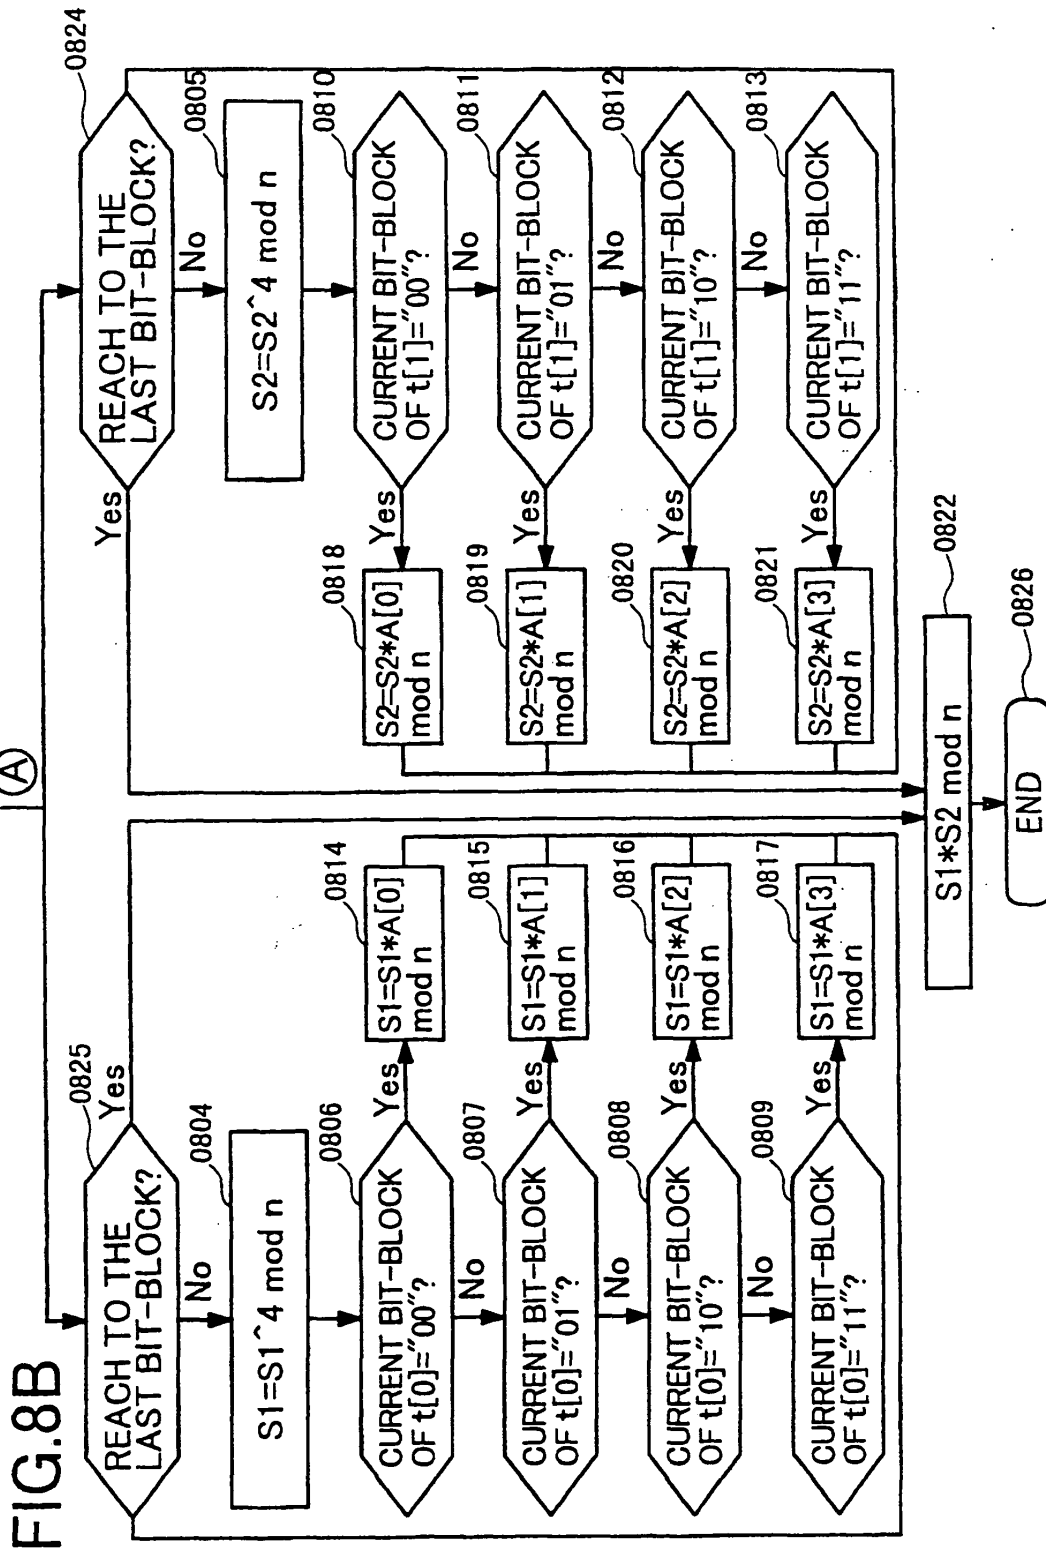 FIG.8B
A
0825
REACH TO THE
LAST BIT-BLOCK?
Yes
No
0804
S1=S1^4 mod n
0806
CURRENT BIT-BLOCK
OF t[0]="00"?
Yes
0814
S1=S1*A[0]
mod n
No
0807
CURRENT BIT-BLOCK
OF t[0]="01"?
Yes
0815
S1=S1*A[1]
mod n
No
0808
CURRENT BIT-BLOCK
OF t[0]="10"?
Yes
0816
S1=S1*A[2]
mod n
No
0809
CURRENT BIT-BLOCK
OF t[0]="11"?
Yes
0817
S1=S1*A[3]
mod n
0824
REACH TO THE
LAST BIT-BLOCK?
Yes
No
0805
S2=S2^4 mod n
0810
CURRENT BIT-BLOCK
OF t[1]="00"?
Yes
0818
S2=S2*A[0]
mod n
No
0811
CURRENT BIT-BLOCK
OF t[1]="01"?
Yes
0819
S2=S2*A[1]
mod n
No
0812
CURRENT BIT-BLOCK
OF t[1]="10"?
Yes
0820
S2=S2*A[2]
mod n
No
0813
CURRENT BIT-BLOCK
OF t[1]="11"?
Yes
0821
S2=S2*A[3]
mod n
0822
S1*S2 mod n
0826
END